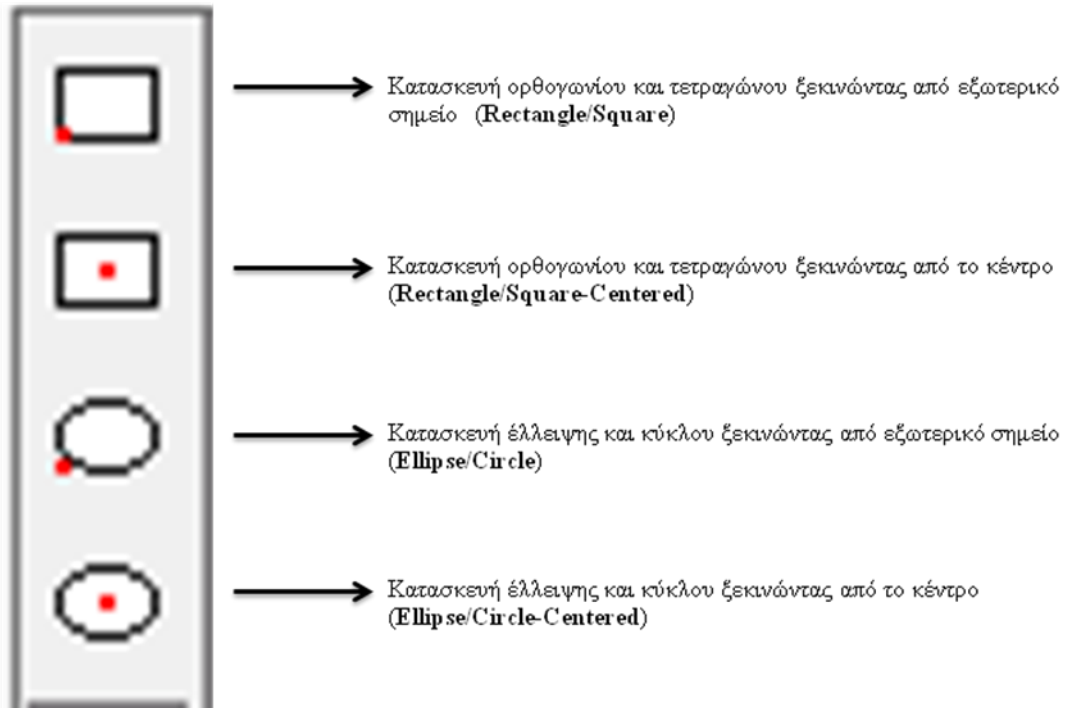 Κατασκευή ορθογωνίου και τετραγώνου ξεκινώντας από εξωτερικό
σημείο (Rectangle/Square)
Κατασκευή ορθογωνίου και τετραγώνου ξεκινώντας από το κέντρο
(Rectangle/Square-Centered)
Κατασκευή έλλειψης και κύκλου ξεκινώντας από εξωτερικό σημείο
(Ellipse/Circle)
Κατασκευή έλλειψης και κύκλου ξεκινώντας από το κέντρο
(Ellipse/Circle-Centered)